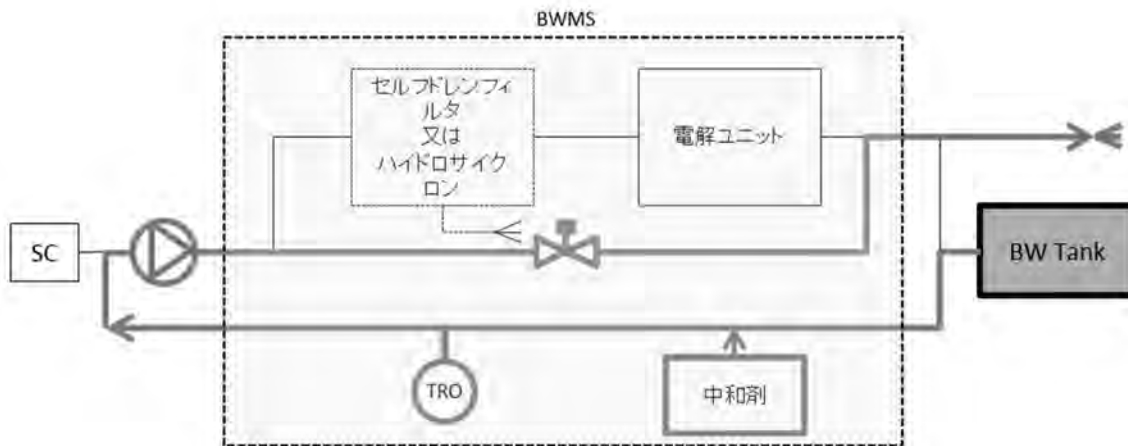 BWMS
セルフドレンフィ
ルタ
又は
ハイドロサイク
ロン
電解ユニット
SC
BW Tank
TRO
中和剤